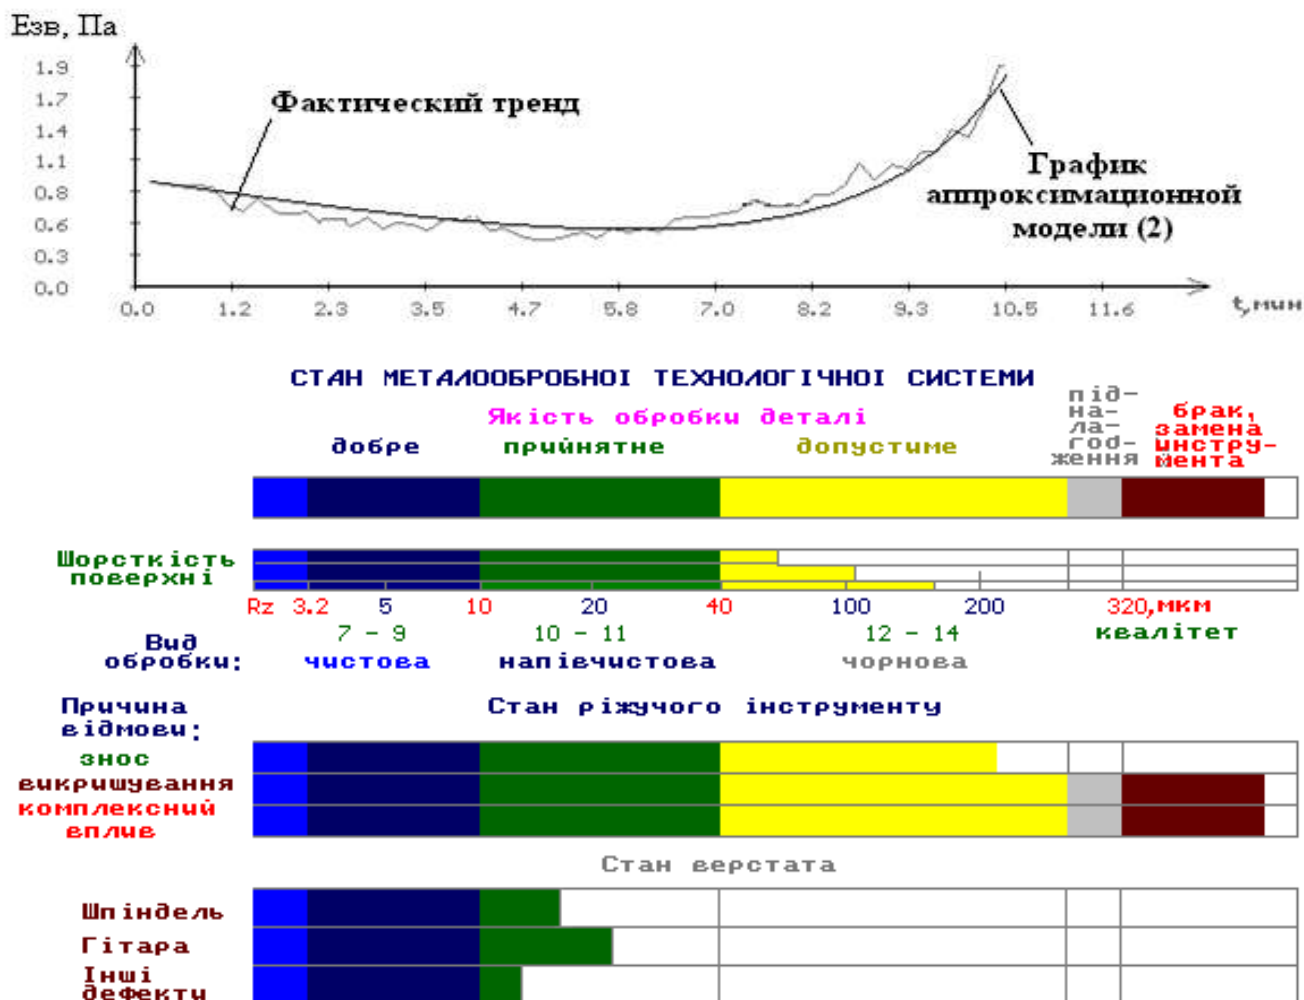 Eзв, Па
1.9
1.7
1.4
1.1
0.8
0.6
0.3
0.0
Фактический тренд
График
аппроксимационной
модели (2)
0.0 1.2 2.3 3.5 4.7 5.8 7.0 8.2 9.3 10.5 11.6 t,мин
СТАН МЕТАЛООБРОБНОІ ТЕХНОЛОГІЧНОІ СИСТЕМИ
Якість обробки деталі
добре прийнятне допустиме
під-
на-
ла-
год-
ження
брак,
замена
инстру-
мента
Шорсткість
поверхні
Rz 3.2 5 10 20 40 100 200 320,мкм
7 - 9 10 - 11 12 - 14 квалітет
Вид
обробки:
чистова напівчистова чорнова
Причина
відмови:
Стан ріжучого інструменту
знос
викришування
комплексний
вплив
Стан верстата
Шпіндель
Гітара
Інші
дефекти